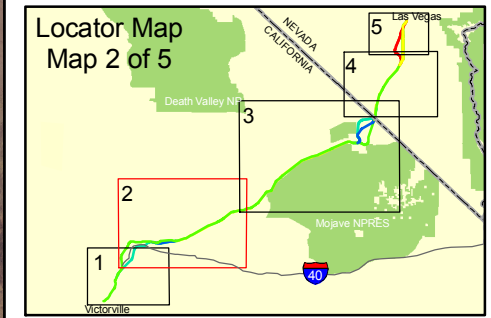 Locator Map
Map 2 of 5
Las Vegas
5
NEVADA
CALIFORNIA
4
Death Valley NP
3
2
Mojave NPRES
1
40
Victorville